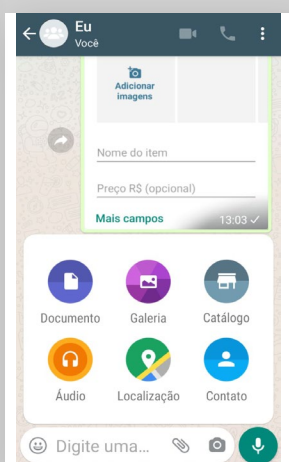 Eu
Você
Adicionar
imagens
Nome do item
Preço R$ (opcional)
Mais campos
13:03
Documento
Galeria
Catálogo
Áudio
Localização
Contato
Digite uma...